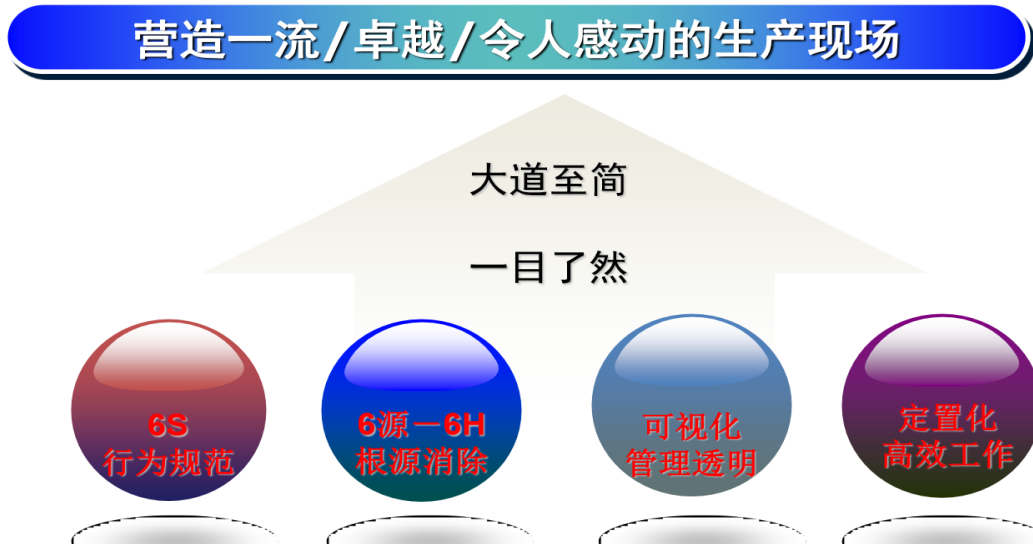 营造一流/卓越/令人感动的生产现场
大道至简
一目了然
6S
行为规范
6源－6H
根源消除
可视化
管理透明
定置化
高效工作